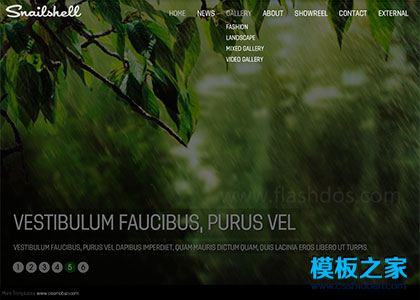 Snailshell
HOME NEWS GALLERY ABOUT SHOWREEL CONTACT EXTERNAL
FASHION
LANDSCAPE
MIXED GALLERY
VIDEO GALLERY
www.flashdos.com
VESTIBULUM FAUCIBUS, PURUS VEL
VESTIBULUM FAUCIBUS, PURUS VEL DAPIBUS IMPERDIET, QUAM MAURIS DICTUM QUAM, QUIS LACINIA EROS LIBERO UT TURPIS.
1 2 3 4 5 6
模板之家
www.cssmoban.com
More Templates www.cssmoban.com